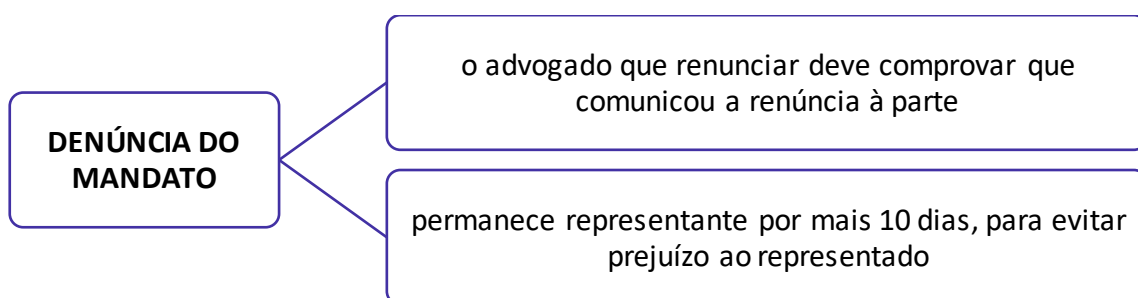 DENÚNCIA DO
MANDATO
o advogado que renunciar deve comprovar que
comunicou a renúncia à parte
permanece representante por mais 10 dias, para evitar
prejuízo ao representado